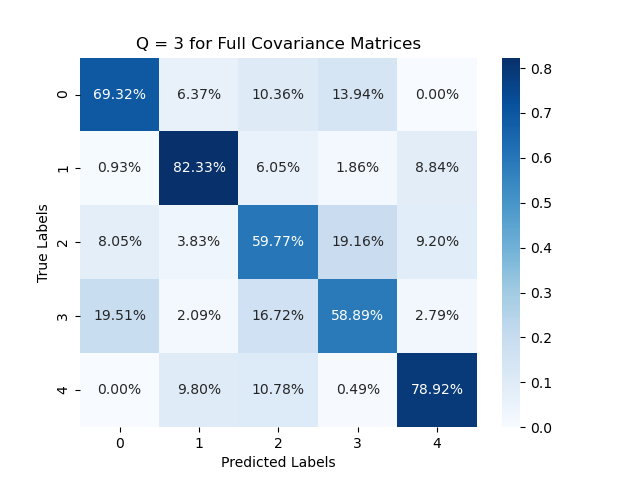 Q = 3 for Full Covariance Matrices
0 69.32% 6.37% 10.36% 13.94% 0.00%
1 0.93% 82.33% 6.05% 1.86% 8.84%
2 8.05% 3.83% 59.77% 19.16% 9.20%
3 19.51% 2.09% 16.72% 58.89% 2.79%
4 0.00% 9.80% 10.78% 0.49% 78.92%
0 1 2 3 4
Predicted Labels
True Labels
0.8
0.7
0.6
0.5
0.4
0.3
0.2
0.1
0.0